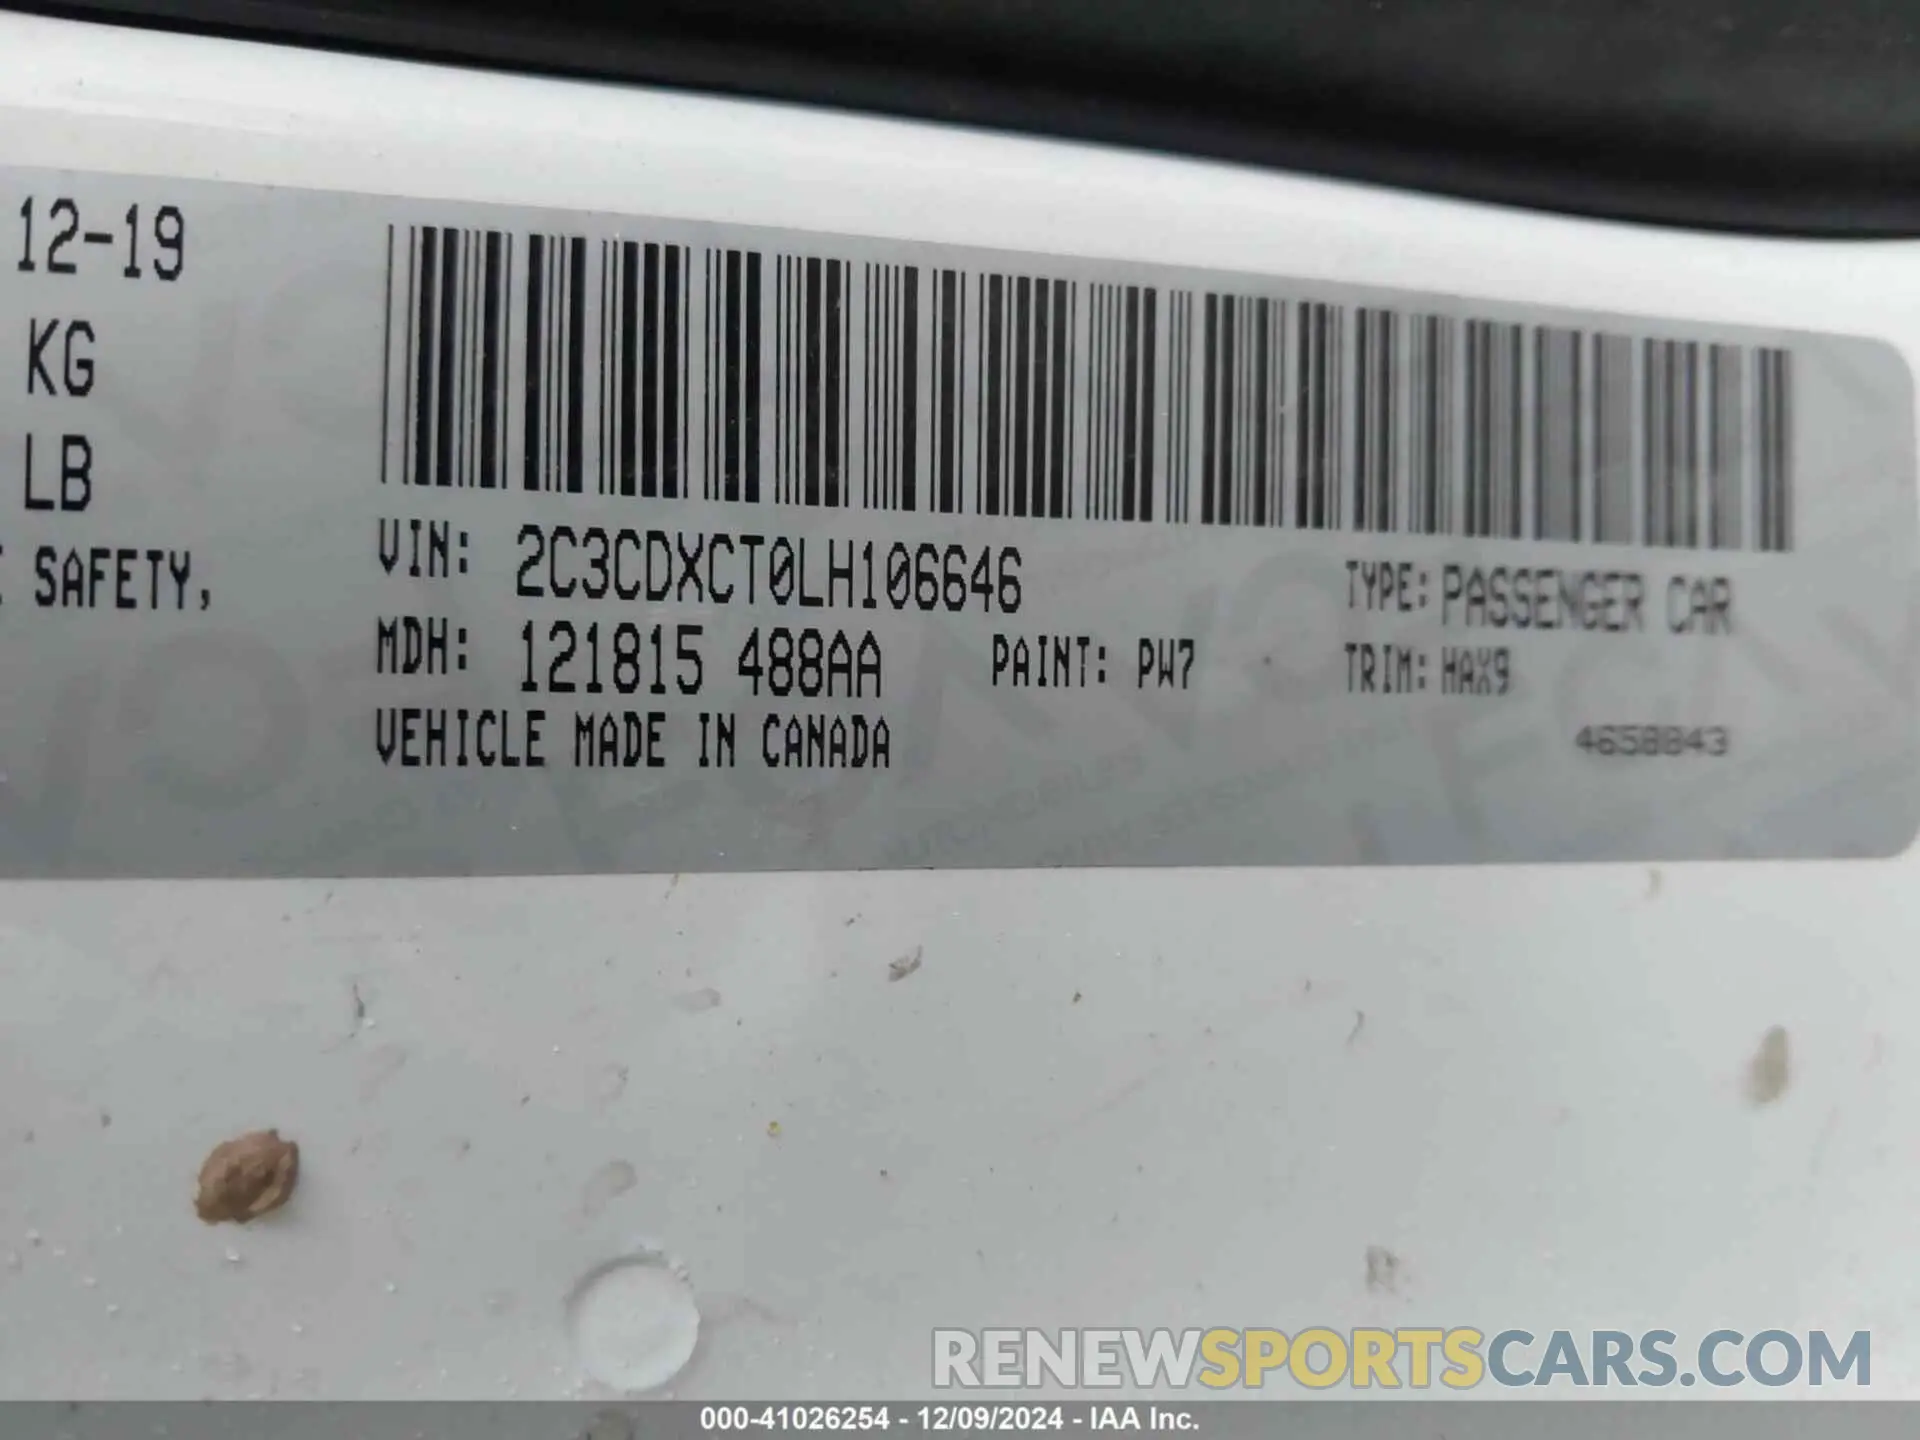 12-19
KG
LB
SAFETY,
VIN: 2C3CDXCT0LH106646
TYPE: PASSENGER CAR
MDH: 121815 488AA
PAINT: PW7
TRIM: HAX9
VEHICLE MADE IN CANADA
4658843
RENEWSPORTSCARS.COM
000-41026254 - 12/09/2024 - IAA Inc.